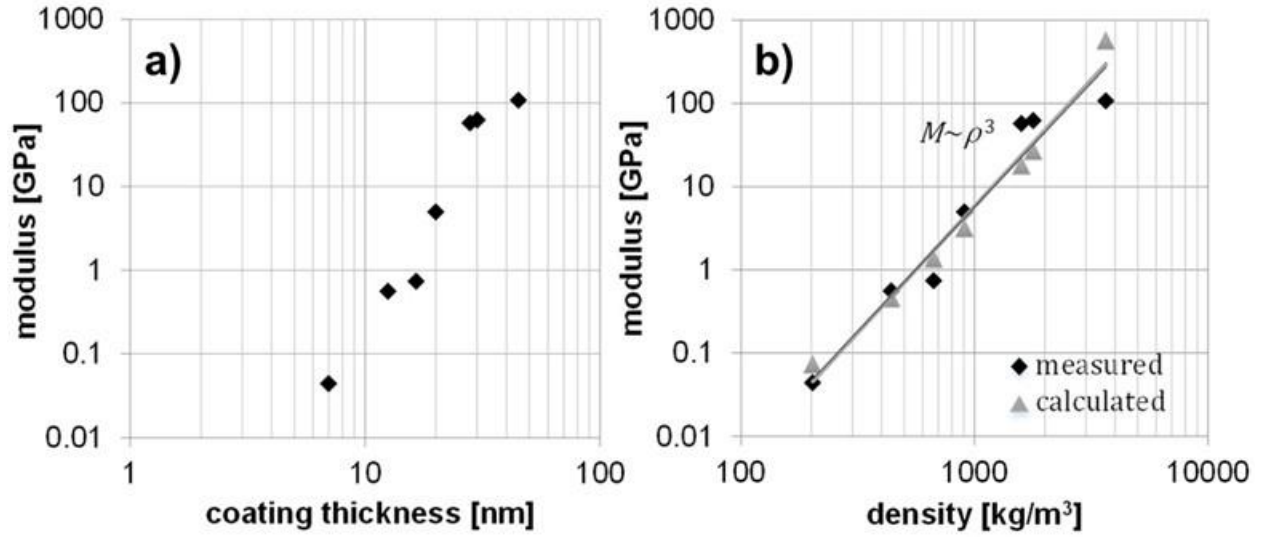 a)
modulus [GPa]
1000
100
10
1
0.1
0.01
1
10
100
coating thickness [nm]
b)
modulus [GPa]
1000
100
10
1
0.1
0.01
M~ρ³
measured
calculated
100
1000
10000
density [kg/m³]